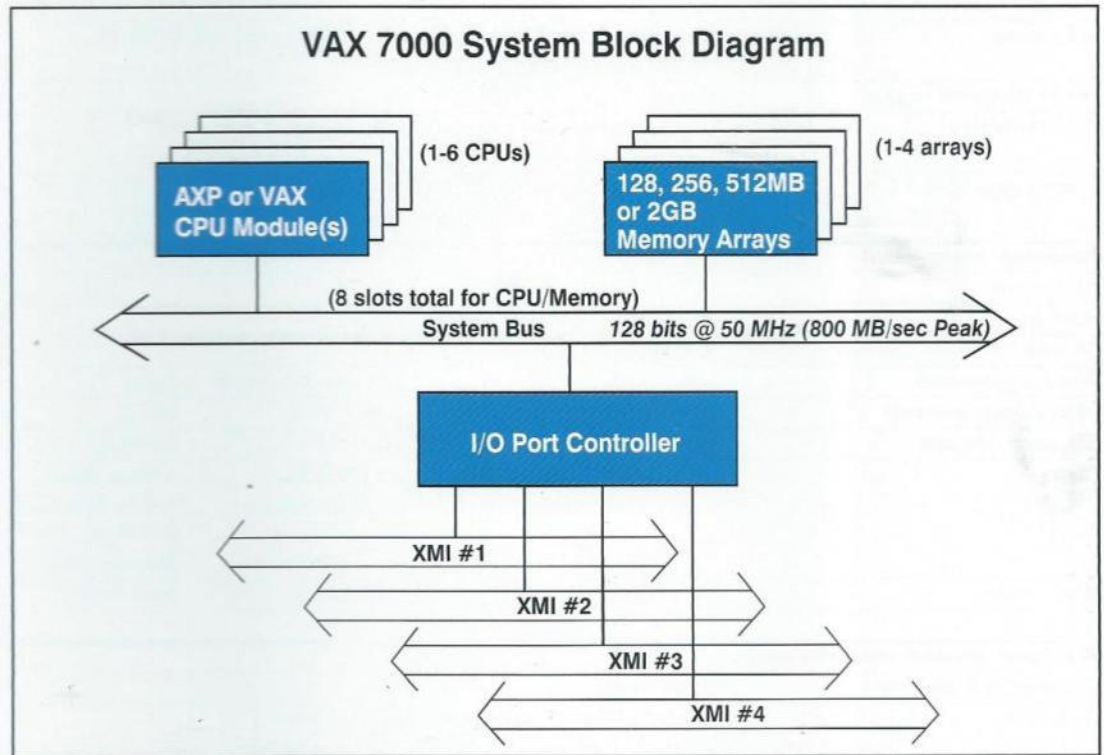 VAX 7000 System Block Diagram
(1-6 CPUs)
(1-4 arrays)
AXP or VAX
CPU Module(s)
128, 256, 512MB
or 2GB
Memory Arrays
(8 slots total for CPU/Memory)
System Bus 128 bits @ 50 MHz (800 MB/sec Peak)
I/O Port Controller
XMI #1
XMI #2
XMI #3
XMI #4